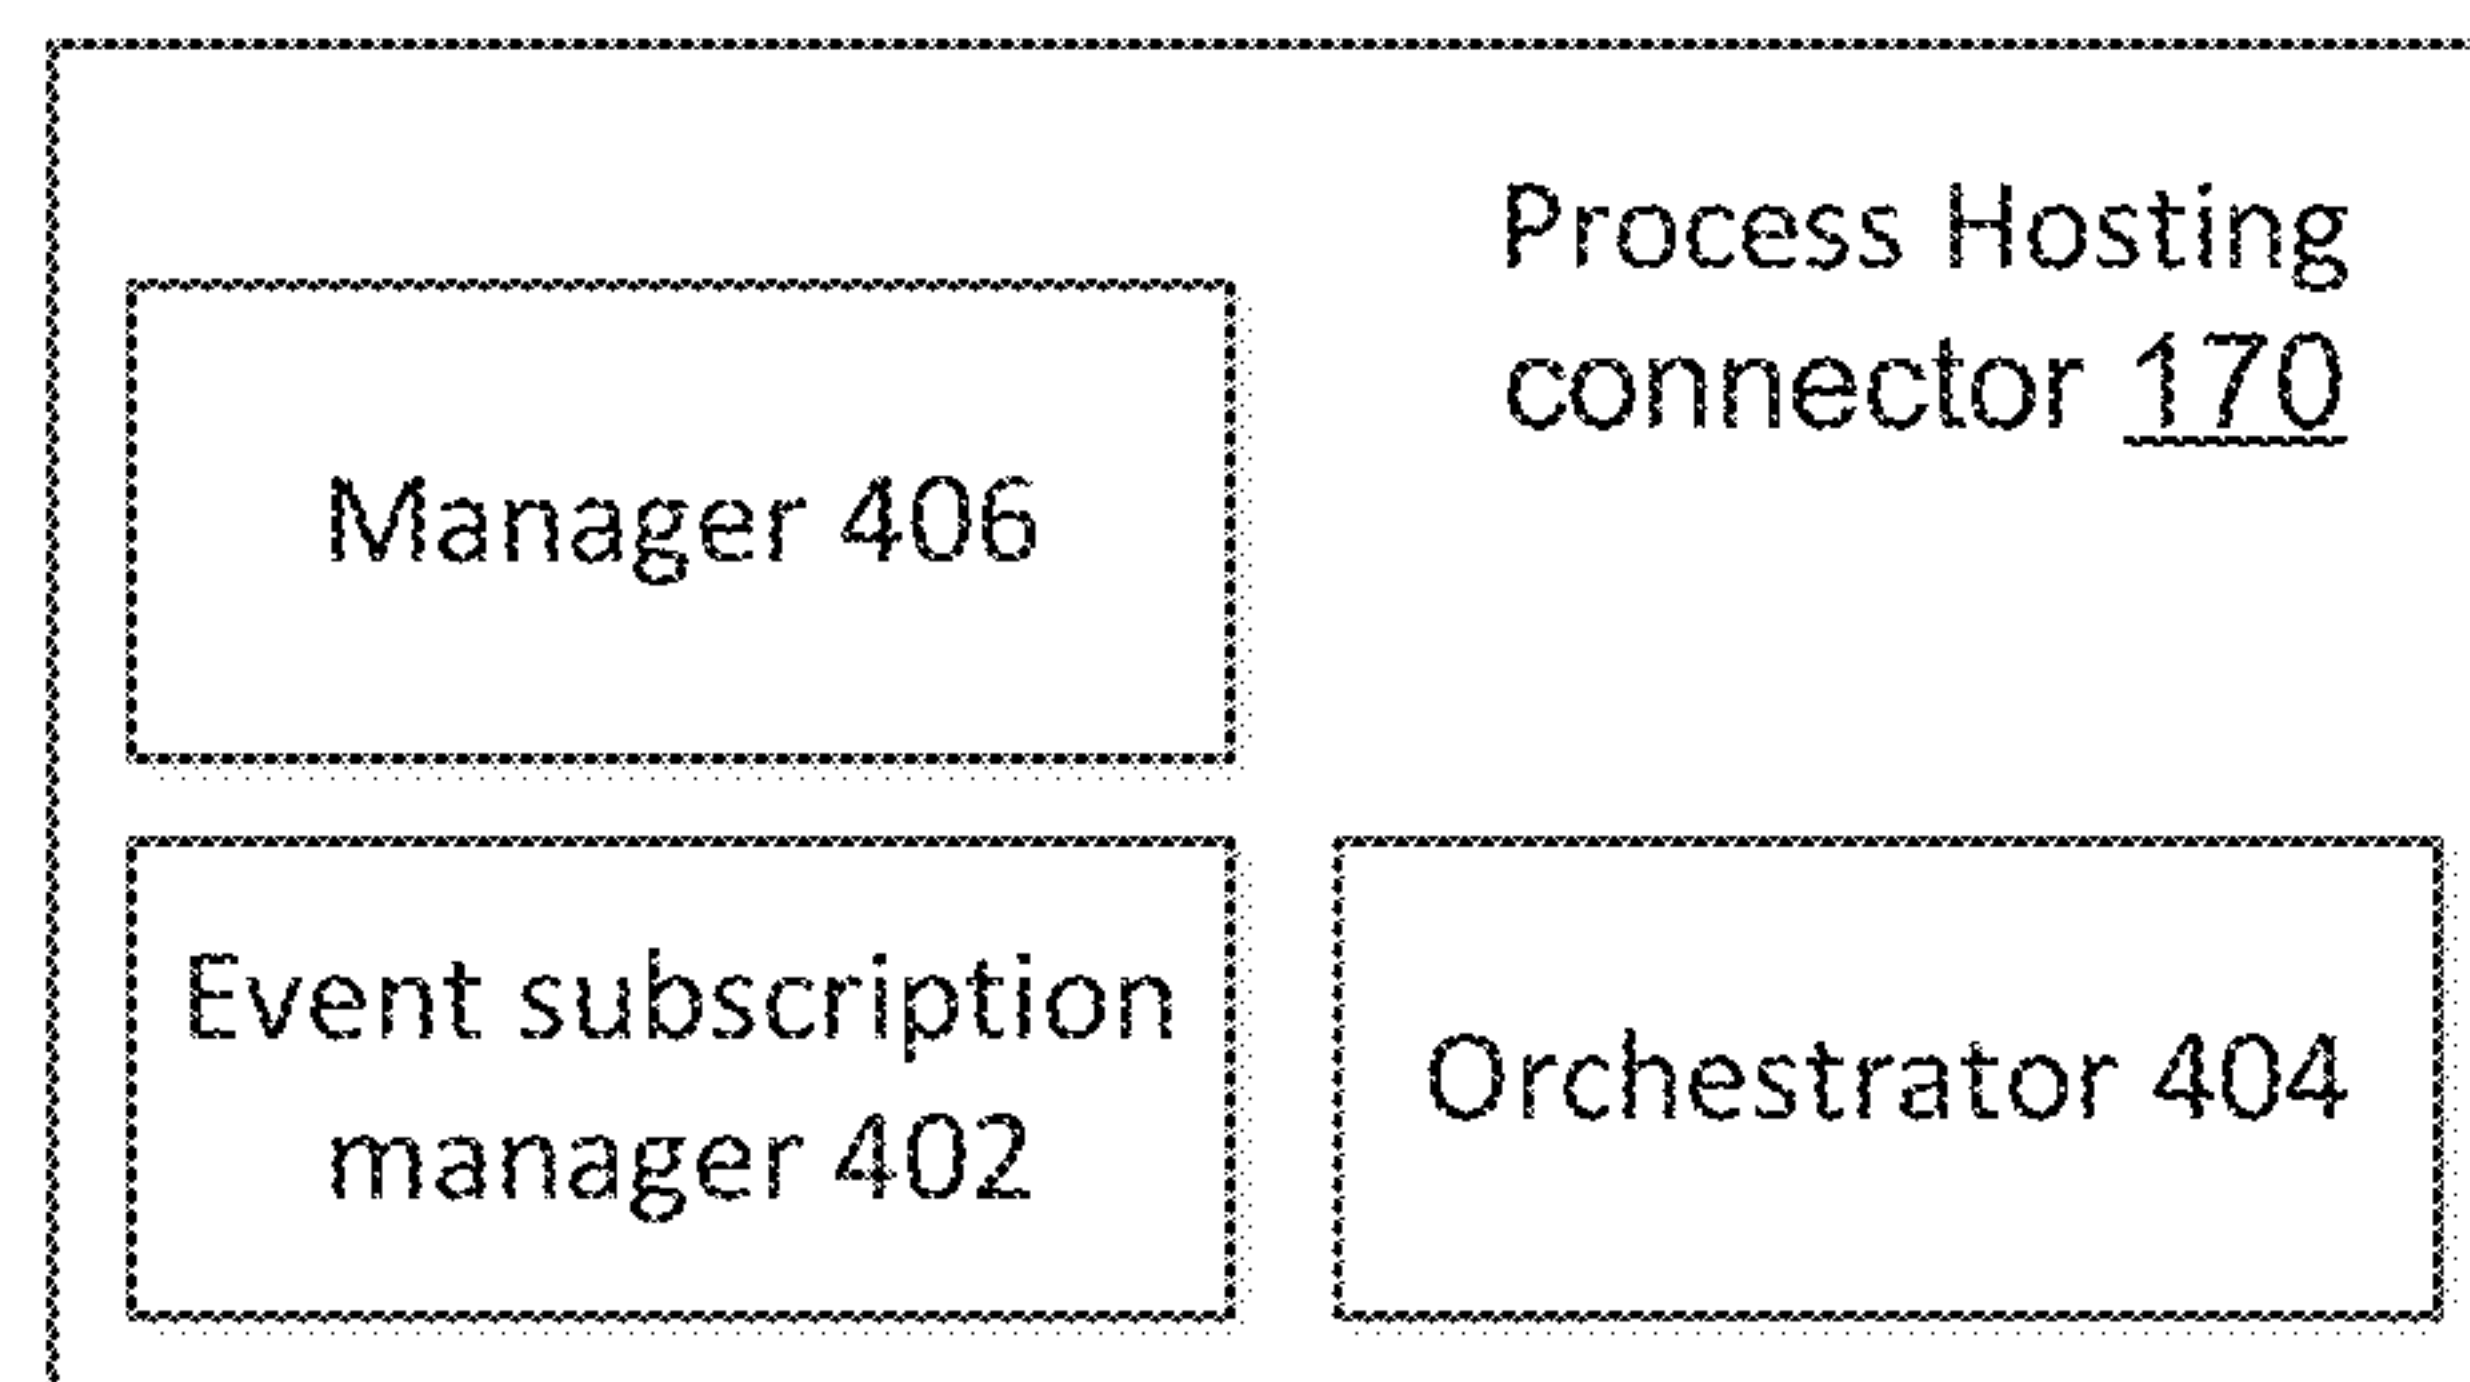 Process Hosting
connector 170
Manager 406
Event subscription
manager 402
Orchestrator 404